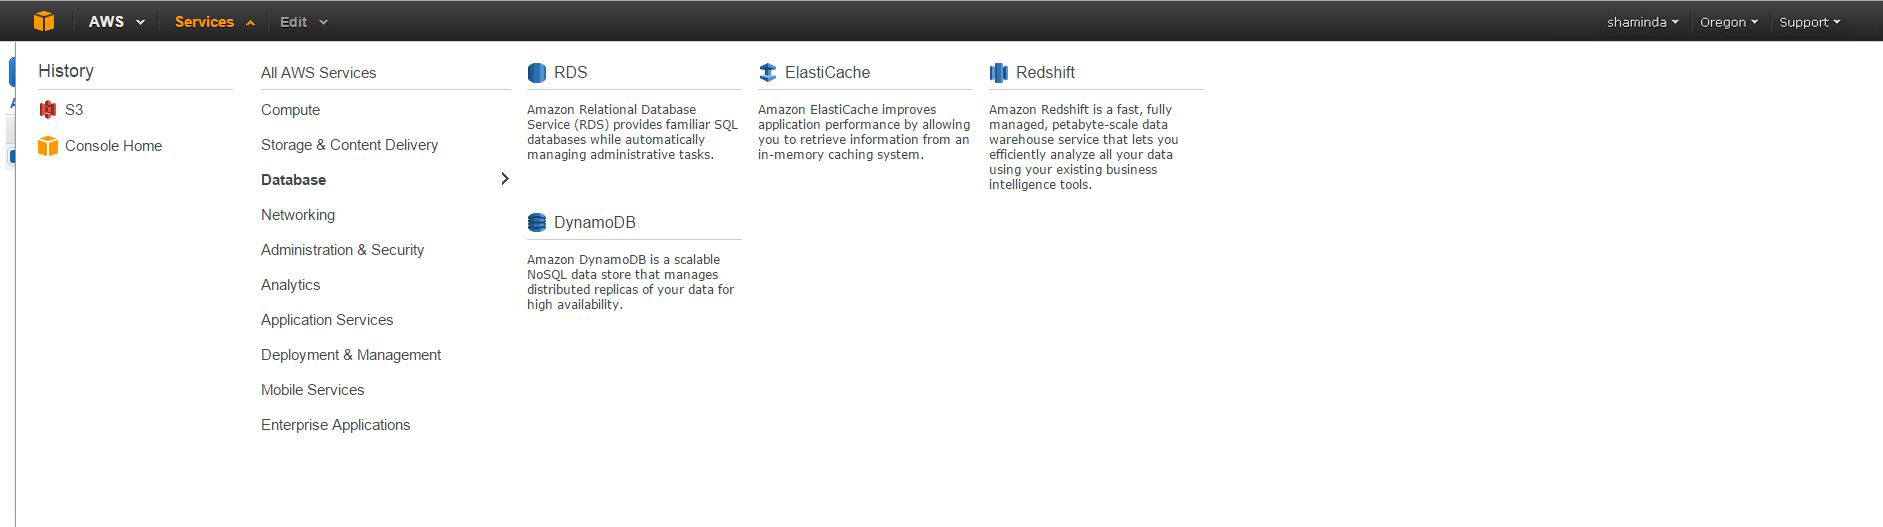 AWS Services Edit shaminda Oregon Support
History
S3
Console Home
All AWS Services
Compute
Storage & Content Delivery
Database
Networking
Administration & Security
Analytics
Application Services
Deployment & Management
Mobile Services
Enterprise Applications
RDS
Amazon Relational Database
Service (RDS) provides familiar SQL
databases while automatically
managing administrative tasks.
ElastiCache
Amazon ElastiCache improves
application performance by allowing
you to retrieve information from an
in-memory caching system.
Redshift
Amazon Redshift is a fast, fully
managed, petabyte-scale data
warehouse service that lets you
efficiently analyze all your data
using your existing business
intelligence tools.
DynamoDB
Amazon DynamoDB is a scalable
NoSQL data store that manages
distributed replicas of your data for
high availability.